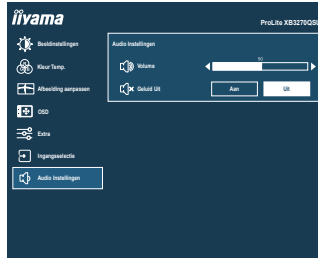 iiyama
ProLite XB3270QSU
Beeldinstellingen
Kleur Temp.
Afbeelding aanpassen
OSD
Extra
Ingangsselectie
Audio Instellingen
Audio Instellingen
Volume
50
Geluid Uit
Aan
Uit